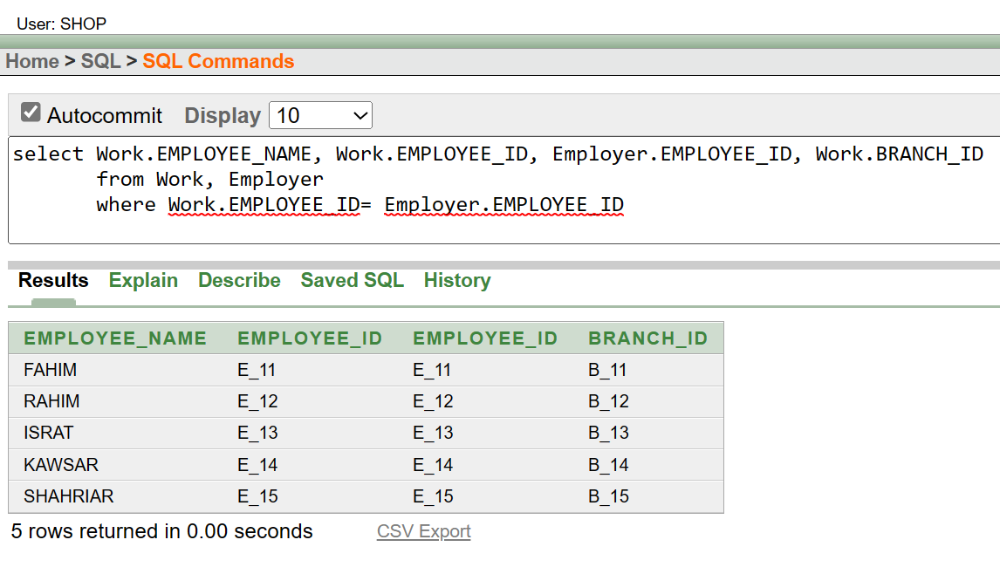 User: SHOP
Home > SQL > SQL Commands
Autocommit Display 10
select Work.EMPLOYEE_NAME, Work.EMPLOYEE_ID, Employer.EMPLOYEE_ID, Work.BRANCH_ID
from Work, Employer
where Work.EMPLOYEE_ID= Employer.EMPLOYEE_ID
Results Explain Describe Saved SQL History
EMPLOYEE_NAME EMPLOYEE_ID EMPLOYEE_ID BRANCH_ID
FAHIM E_11 E_11 B_11
RAHIM E_12 E_12 B_12
ISRAT E_13 E_13 B_13
KAWSAR E_14 E_14 B_14
SHAHRIAR E_15 E_15 B_15
5 rows returned in 0.00 seconds CSV Export